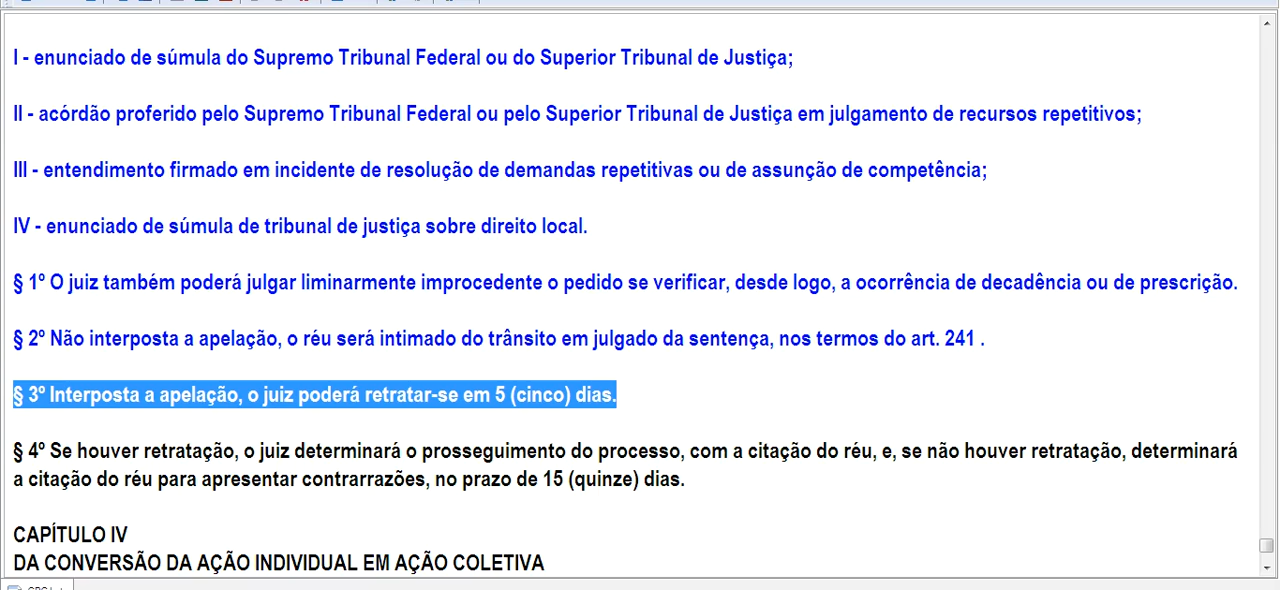 I - enunciado de súmula do Supremo Tribunal Federal ou do Superior Tribunal de Justiça;
II - acórdão proferido pelo Supremo Tribunal Federal ou pelo Superior Tribunal de Justiça em julgamento de recursos repetitivos;
III - entendimento firmado em incidente de resolução de demandas repetitivas ou de assunção de competência;
IV - enunciado de súmula de tribunal de justiça sobre direito local.
§ 1º O juiz também poderá julgar liminarmente improcedente o pedido se verificar, desde logo, a ocorrência de decadência ou de prescrição.
§ 2º Não interposta a apelação, o réu será intimado do trânsito em julgado da sentença, nos termos do art. 241 .
§ 3º Interposta a apelação, o juiz poderá retratar-se em 5 (cinco) dias.
§ 4º Se houver retratação, o juiz determinará o prosseguimento do processo, com a citação do réu, e, se não houver retratação, determinará
a citação do réu para apresentar contrarrazões, no prazo de 15 (quinze) dias.
CAPÍTULO IV
DA CONVERSÃO DA AÇÃO INDIVIDUAL EM AÇÃO COLETIVA